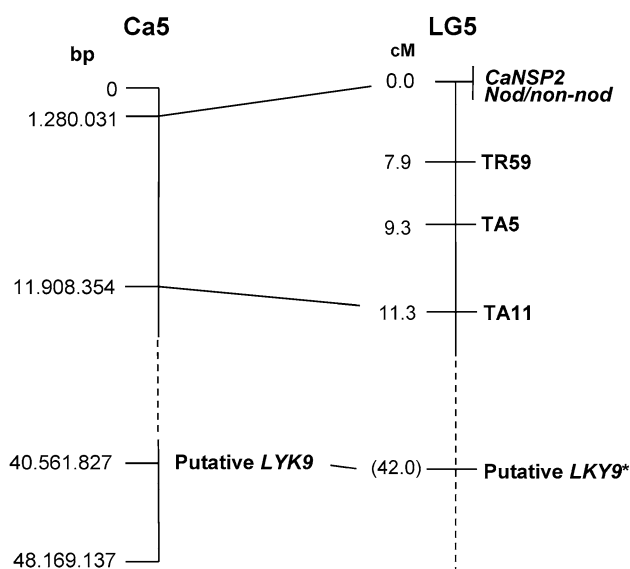 Ca5 LG5
bp cM
0 0.0 CaNSP2
Nod/non-nod
1.280.031
7.9 TR59
9.3 TA5
11.908.354
11.3 TA11
40.561.827 Putative LYK9 (42.0) Putative LKY9*
48.169.137